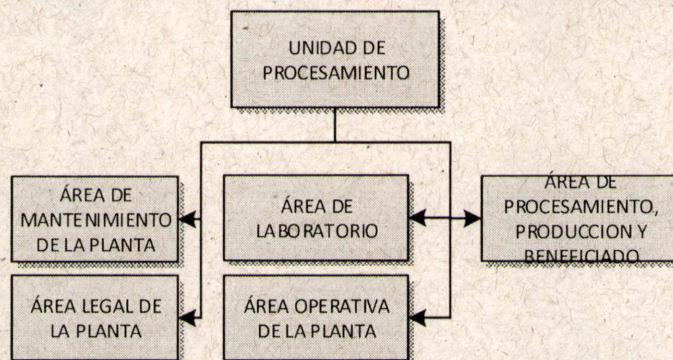 UNIDAD DE
PROCESAMIENTO
ÁREA DE
MANTENIMIENTO
DE LA PLANTA
ÁREA DE
LABORATORIO
ÁREA DE
PROCESAMIENTO,
PRODUCCION Y
BENEFICIADO
ÁREA LEGAL DE
LA PLANTA
ÁREA OPERATIVA
DE LA PLANTA